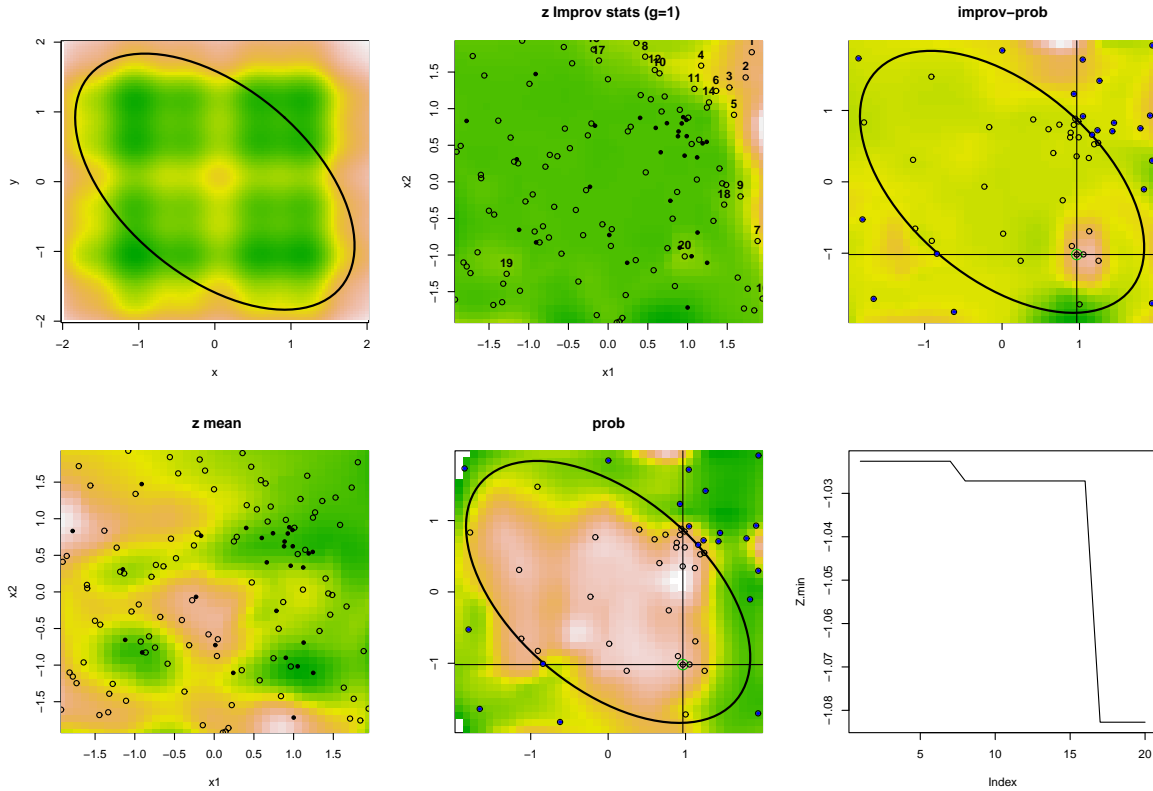 z Improv stats (g=1)
improv−prob
y
2
1
0
−1
−2
−2 −1 0 1 2
x
x2
1.5
1.0
0.5
0.0
−0.5
−1.0
−1.5
17
8
12
10
4
2
3
6
11
14
5
9
18
7
20
19
−1.5 −1.0 −0.5 0.0 0.5 1.0 1.5
x1
1
0
−1
−1 0 1
z mean
prob
x2
1.5
1.0
0.5
0.0
−0.5
−1.0
−1.5
−1.5 −1.0 −0.5 0.0 0.5 1.0 1.5
x1
1
0
−1
−1 0 1
Z.min
−1.03
−1.04
−1.05
−1.06
−1.07
−1.08
5 10 15 20
Index